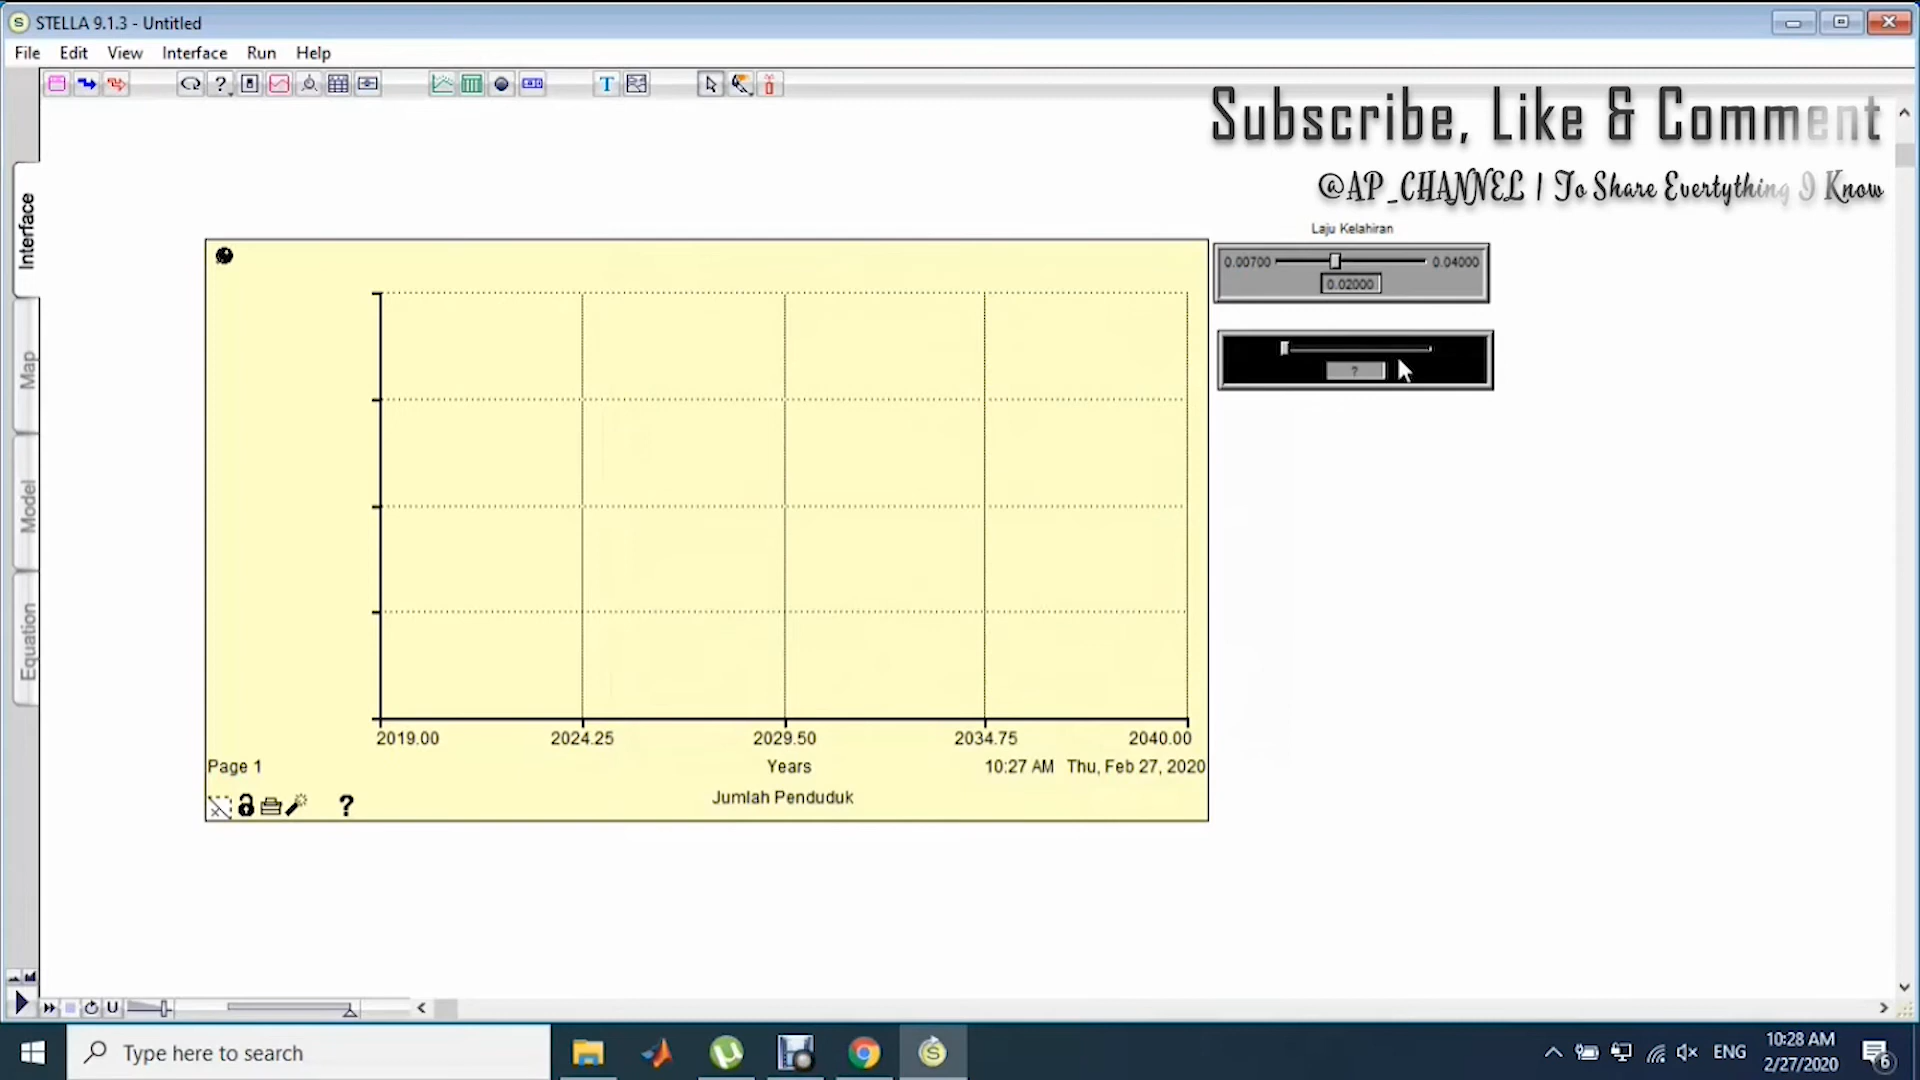 STELLA 9.1.3 - Untitled
File Edit View Interface Run Help
Subscribe, Like & Comment
@AP_CHANNEL | To Share Evertything I Know
Interface
Map
Model
Equation
Laju Kelahiran
0.00700 0.04000
0.02000
?
2019.00 2024.25 2029.50 2034.75 2040.00
Page 1 Years 10:27 AM Thu, Feb 27, 2020
? Jumlah Penduduk
U
Type here to search
ENG
10:28 AM
2/27/2020
6